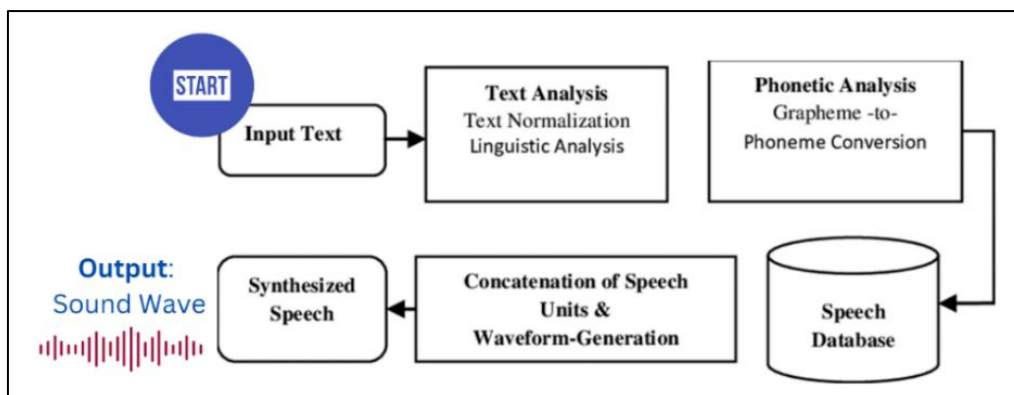 START
Input Text
Text Analysis
Text Normalization
Linguistic Analysis
Phonetic Analysis
Grapheme -to-
Phoneme Conversion
Output:
Sound Wave
Synthesized
Speech
Concatenation of Speech
Units &
Waveform-Generation
Speech
Database